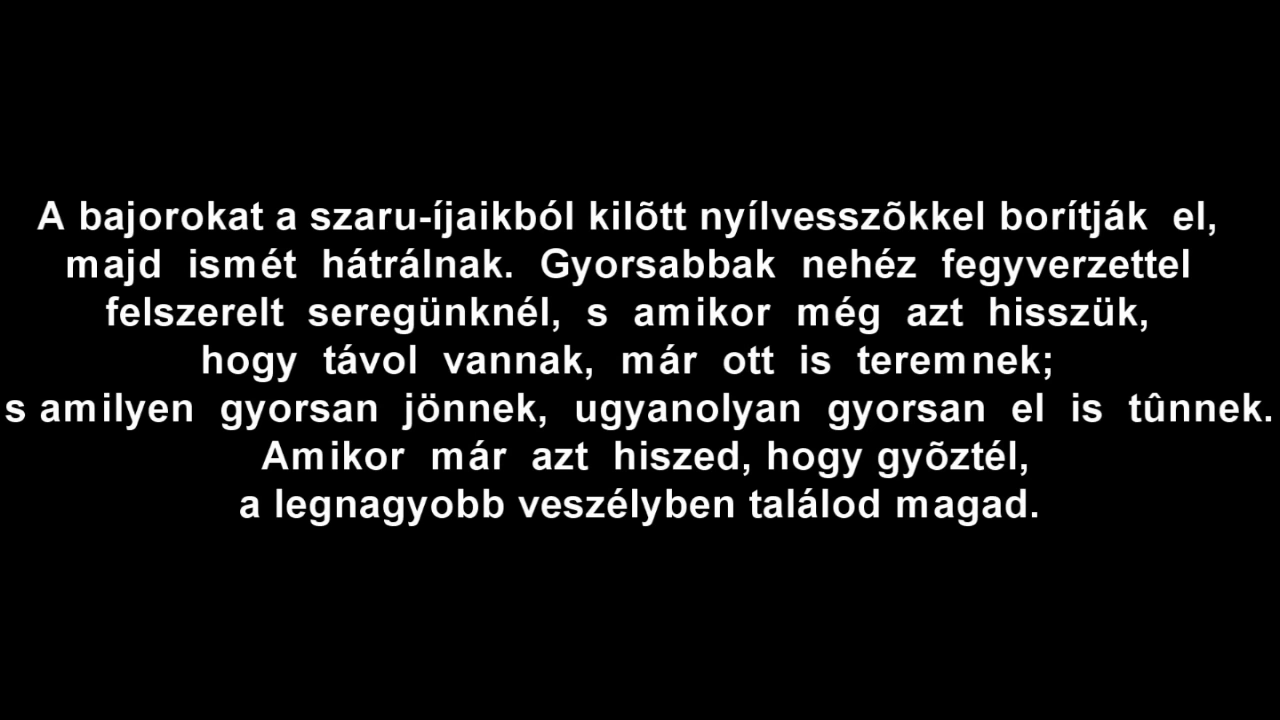 A bajorokat a szaru-íjaikból kilõtt nyílvesszõkkel borítják el,
majd ismét hátrálnak. Gyorsabbak nehéz fegyverzettel
felszerelt seregünknél, s amikor még azt hisszük,
hogy távol vannak, már ott is teremnek;
s amilyen gyorsan jönnek, ugyanolyan gyorsan el is tûnnek.
Amikor már azt hiszed, hogy gyõztél,
a legnagyobb veszélyben találod magad.